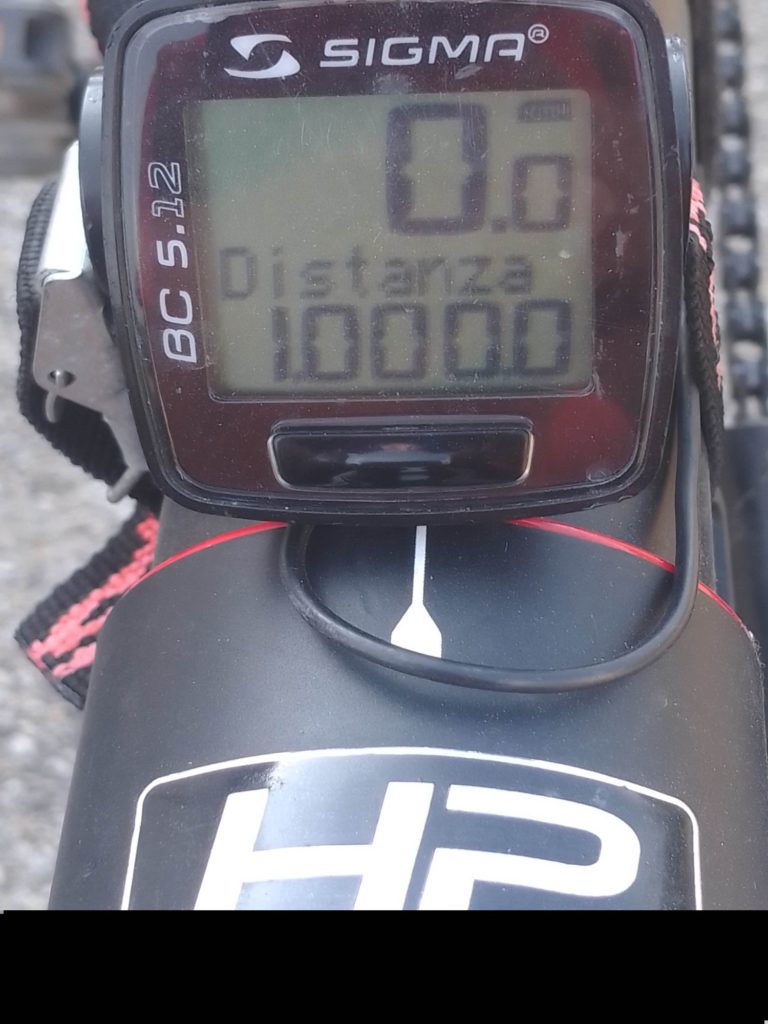 SIGMA®
BC 5.12
0.0
Distanza
1000.0
HP